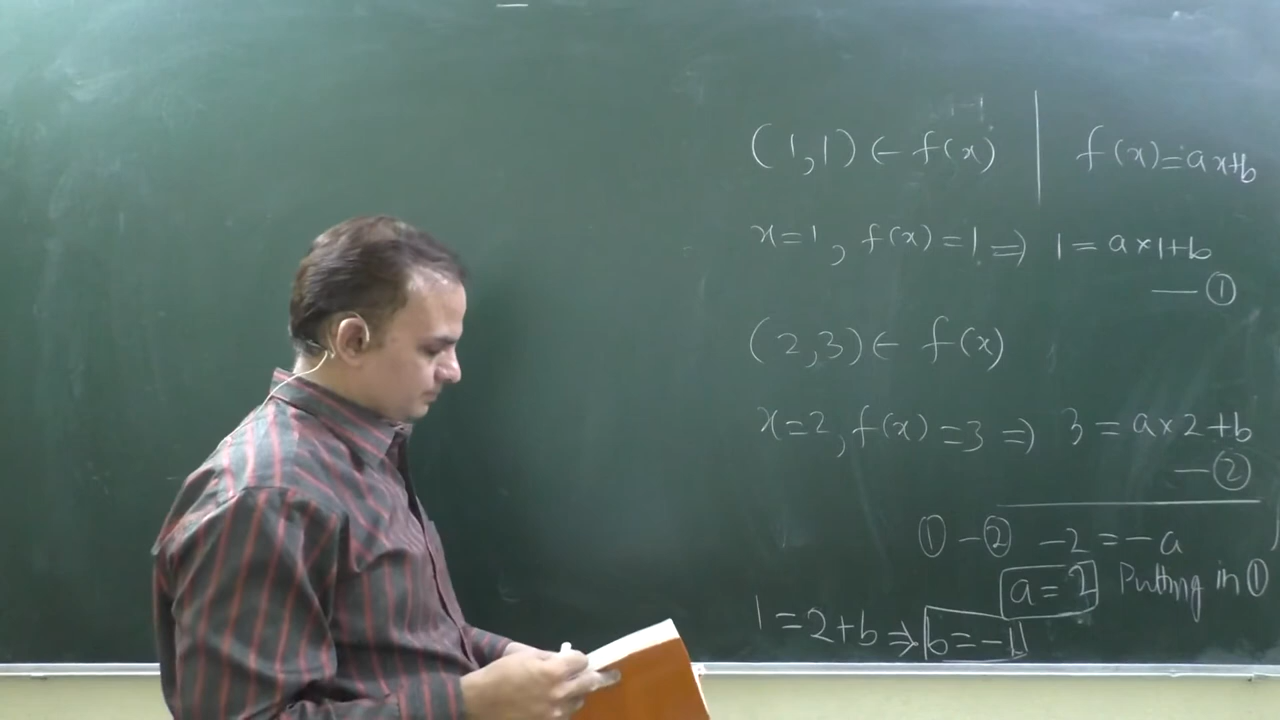 (1,1) ∈ f(x) | f(x)=ax+b
x=1, f(x)=1 ⇒ 1=a×1+b
—①
(2,3) ∈ f(x)
x=2, f(x)=3 ⇒ 3=a×2+b
—②
①-② -2=-a
a=2 Putting in ①
1=2+b ⇒ b=-1